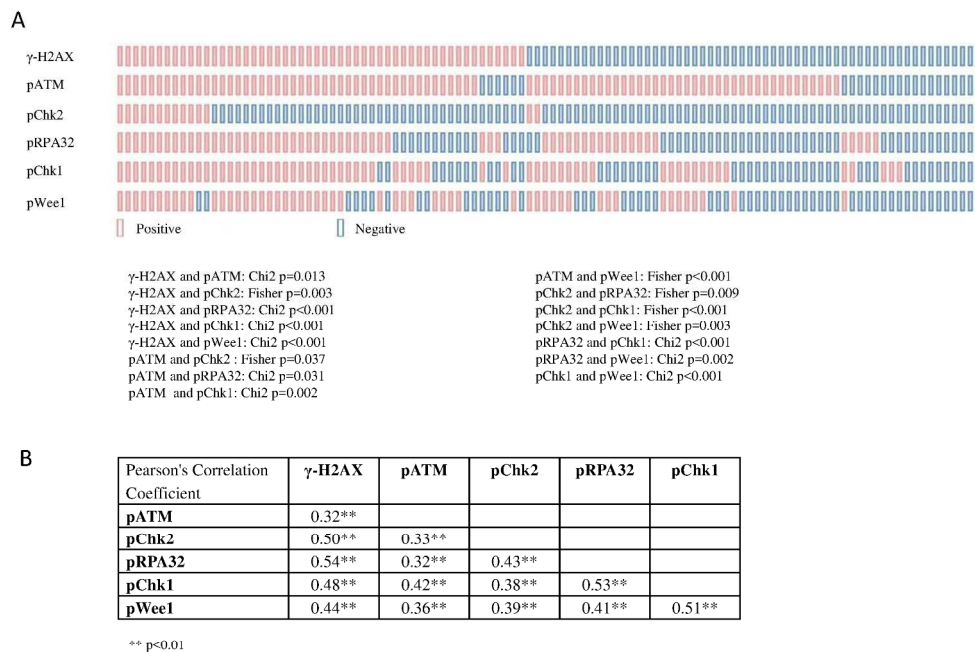 A
γ-H2AX
pATM
pChk2
pRPA32
pChk1
pWee1
Positive Negative
γ-H2AX and pATM: Chi2 p=0.013
γ-H2AX and pChk2: Fisher p=0.003
γ-H2AX and pRPA32: Chi2 p<0.001
γ-H2AX and pChk1: Chi2 p<0.001
γ-H2AX and pWee1: Chi2 p<0.001
pATM and pChk2 : Fisher p=0.037
pATM and pRPA32: Chi2 p=0.031
pATM and pChk1: Chi2 p=0.002
pATM and pWee1: Fisher p<0.001
pChk2 and pRPA32: Fisher p=0.009
pChk2 and pChk1: Fisher p<0.001
pChk2 and pWee1: Fisher p=0.003
pRPA32 and pChk1: Chi2 p<0.001
pRPA32 and pWee1: Chi2 p=0.002
pChk1 and pWee1: Chi2 p<0.001
B
Pearson's Correlation
Coefficient γ-H2AX pATM pChk2 pRPA32 pChk1
pATM 0.32**
pChk2 0.50** 0.33**
pRPA32 0.54** 0.32** 0.43**
pChk1 0.48** 0.42** 0.38** 0.53**
pWee1 0.44** 0.36** 0.39** 0.41** 0.51**
** p<0.01